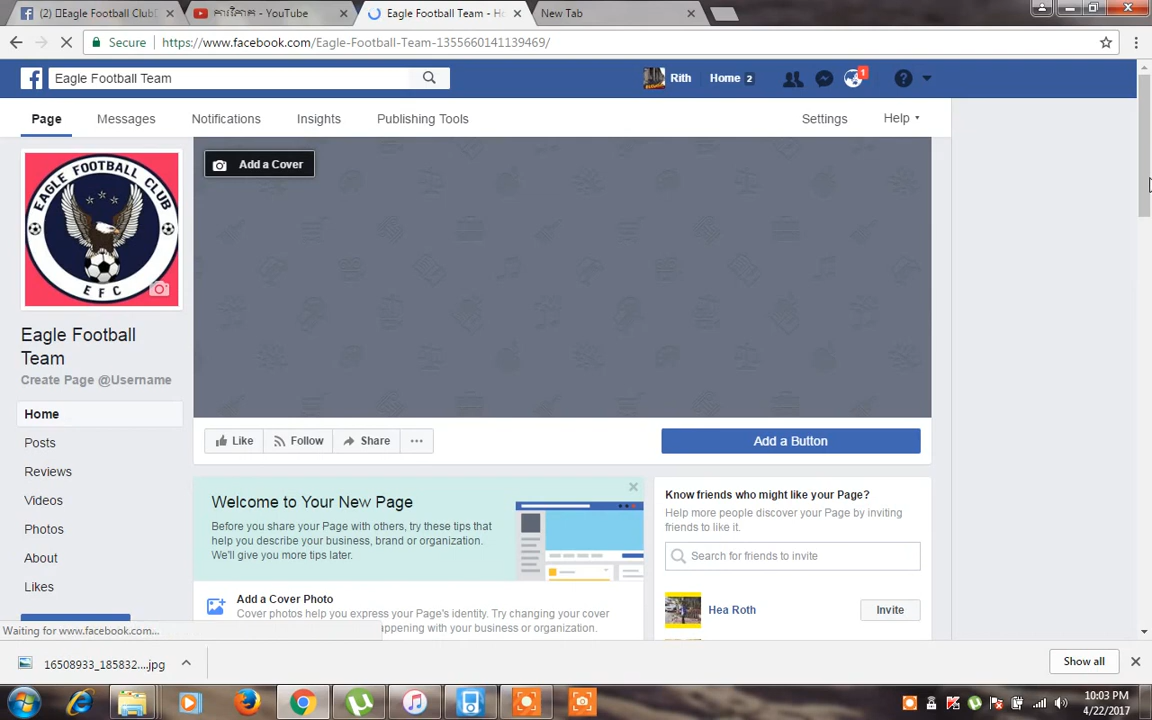 (2) Eagle Football Club
ការកែកុន - YouTube
Eagle Football Team - Ho
New Tab
Secure
https://www.facebook.com/Eagle-Football-Team-1355660141139469/
Eagle Football Team
Rith
Home 2
1
Page
Messages
Notifications
Insights
Publishing Tools
Settings
Help
Add a Cover
EAGLE FOOTBALL CLUB
E F C
Eagle Football
Team
Create Page @Username
Home
Posts
Reviews
Videos
Photos
About
Likes
Like
Follow
Share
Add a Button
Welcome to Your New Page
Before you share your Page with others, try these tips that
help you describe your business, brand or organization.
We'll give you more tips later.
Add a Cover Photo
Cover photos help you express your Page's identity. Try changing your cover
appening with your business or organization.
Know friends who might like your Page?
Help more people discover your Page by inviting
friends to like it.
Search for friends to invite
Hea Roth
Invite
Waiting for www.facebook.com...
16508933_185832....jpg
Show all
10:03 PM
4/22/2017